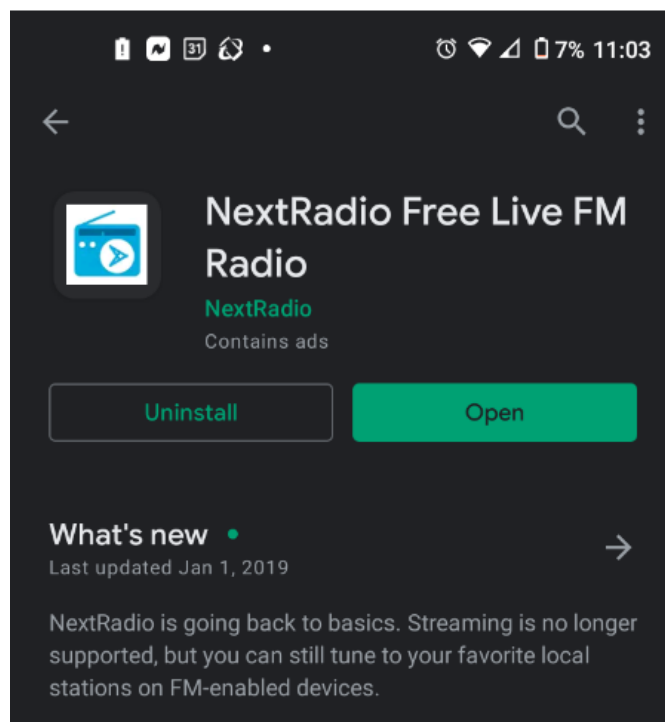 31 7% 11:03
NextRadio Free Live FM
Radio
NextRadio
Contains ads
Uninstall Open
What's new
Last updated Jan 1, 2019
NextRadio is going back to basics. Streaming is no longer
supported, but you can still tune to your favorite local
stations on FM-enabled devices.